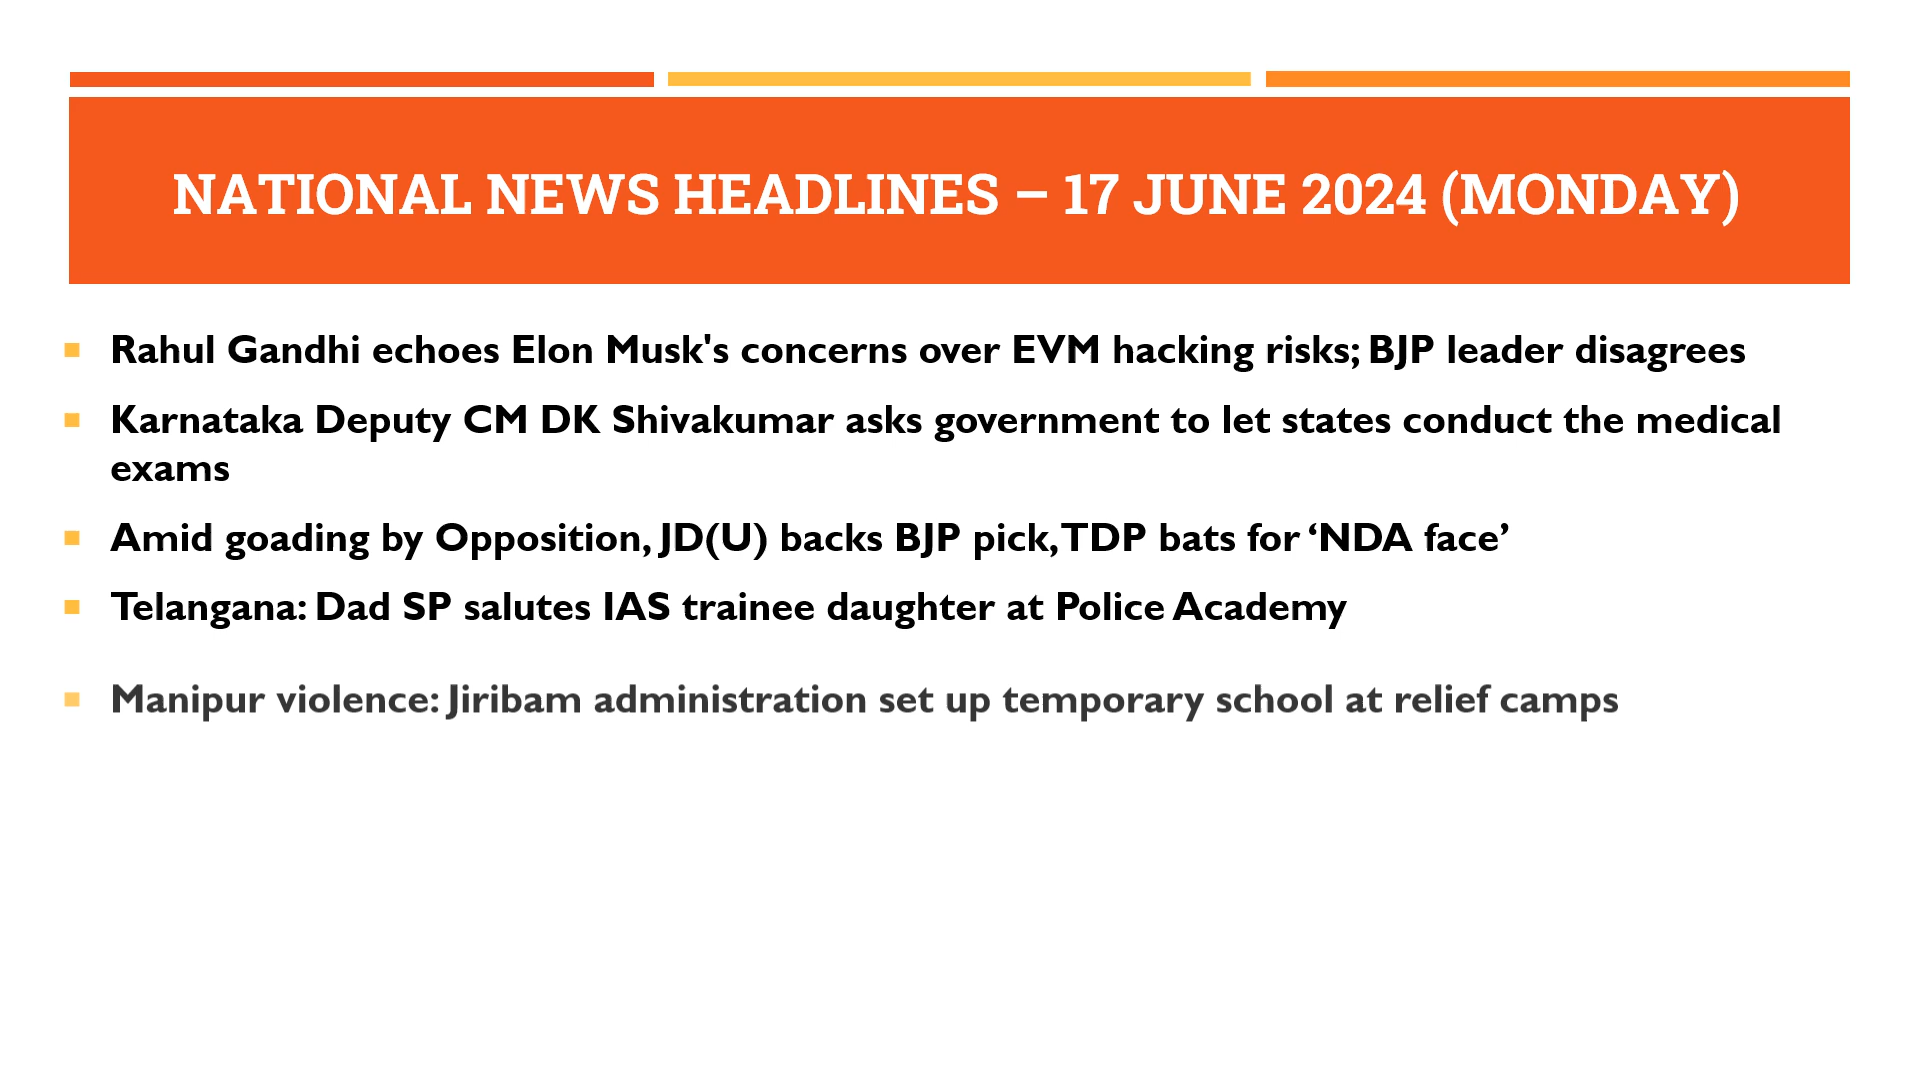 NATIONAL NEWS HEADLINES – 17 JUNE 2024 (MONDAY)
Rahul Gandhi echoes Elon Musk's concerns over EVM hacking risks; BJP leader disagrees
Karnataka Deputy CM DK Shivakumar asks government to let states conduct the medical
exams
Amid goading by Opposition, JD(U) backs BJP pick, TDP bats for ‘NDA face’
Telangana: Dad SP salutes IAS trainee daughter at Police Academy
Manipur violence: Jiribam administration set up temporary school at relief camps